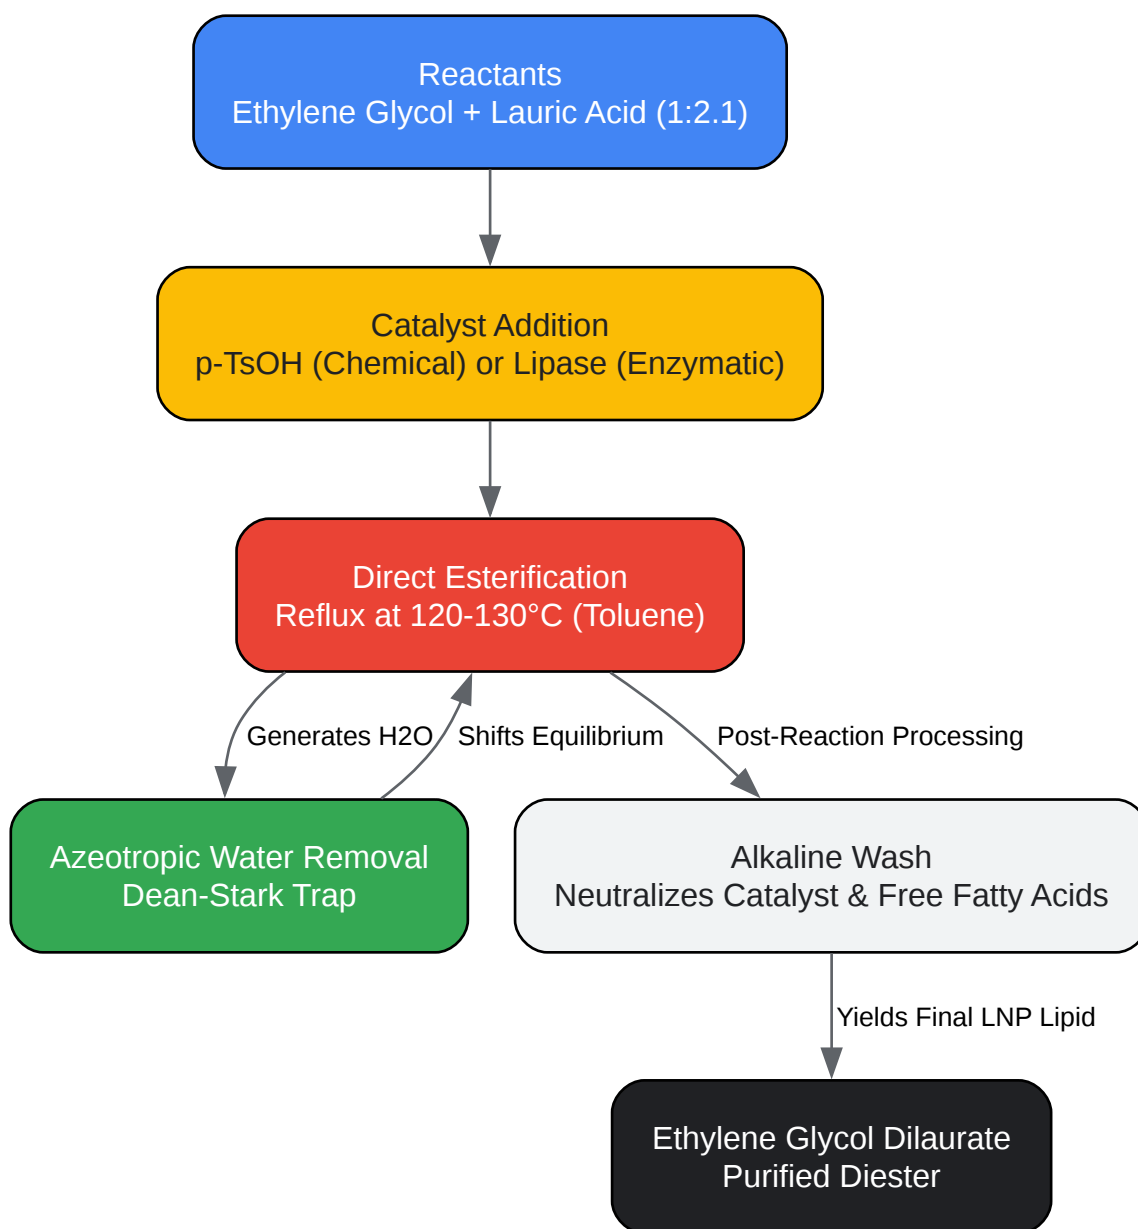 Reactants
Ethylene Glycol + Lauric Acid (1:2.1)
Catalyst Addition
p-TsOH (Chemical) or Lipase (Enzymatic)
Direct Esterification
Reflux at 120-130°C (Toluene)
Generates H2O
Shifts Equilibrium
Post-Reaction Processing
Azeotropic Water Removal
Dean-Stark Trap
Alkaline Wash
Neutralizes Catalyst & Free Fatty Acids
Yields Final LNP Lipid
Ethylene Glycol Dilaurate
Purified Diester